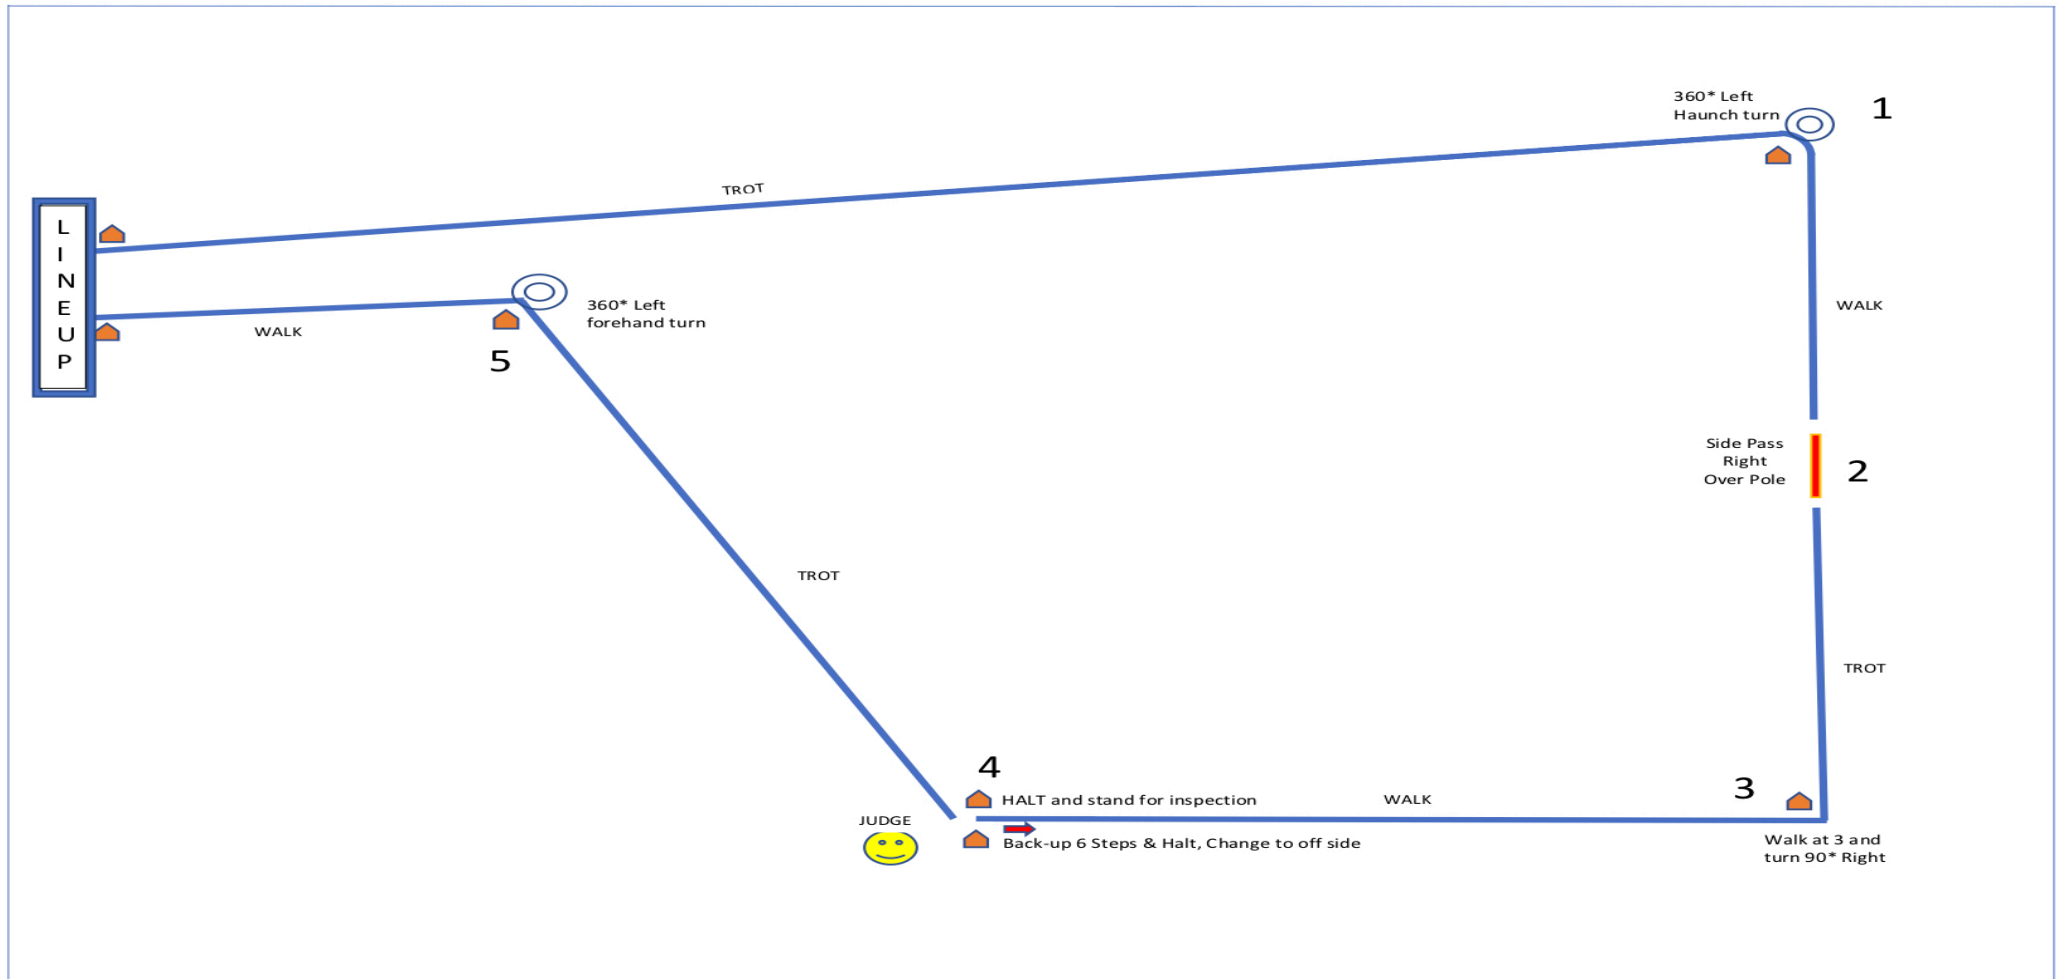 360* Left
Haunch turn
1
TROT
LINEUP
WALK
360* Left
forehand turn
WALK
5
Side Pass
Right
Over Pole
2
TROT
TROT
4
3
HALT and stand for inspection
WALK
JUDGE
Back-up 6 Steps & Halt, Change to off side
Walk at 3 and
turn 90* Right